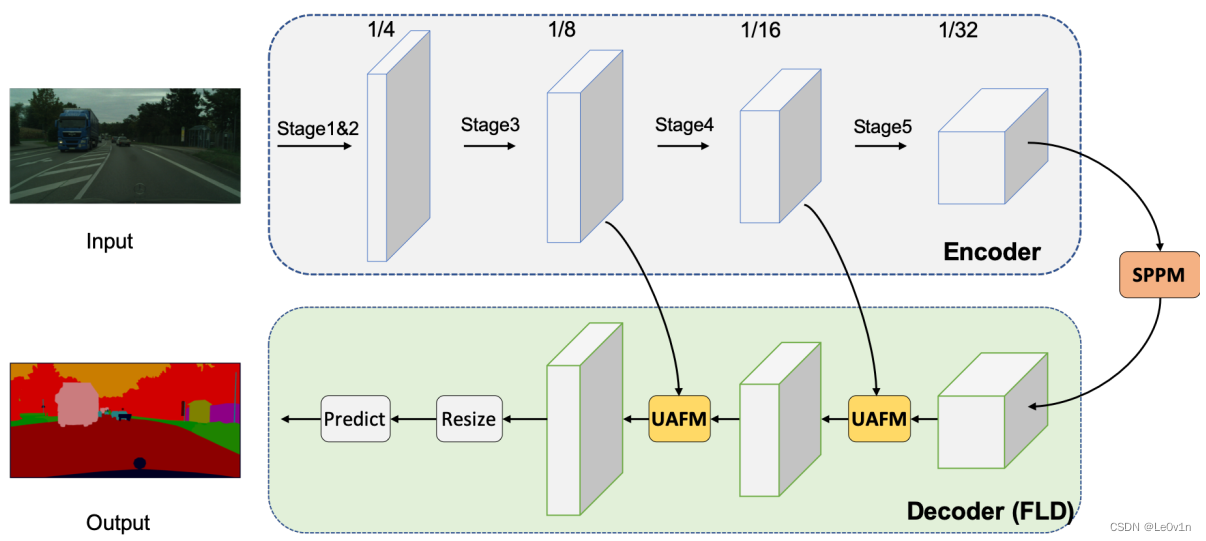 1/4
1/8
1/16
1/32
Stage1&2
Stage3
Stage4
Stage5
Input
Encoder
SPPM
Predict
Resize
UAFM
UAFM
Decoder (FLD)
Output
CSDN @Le0v1n